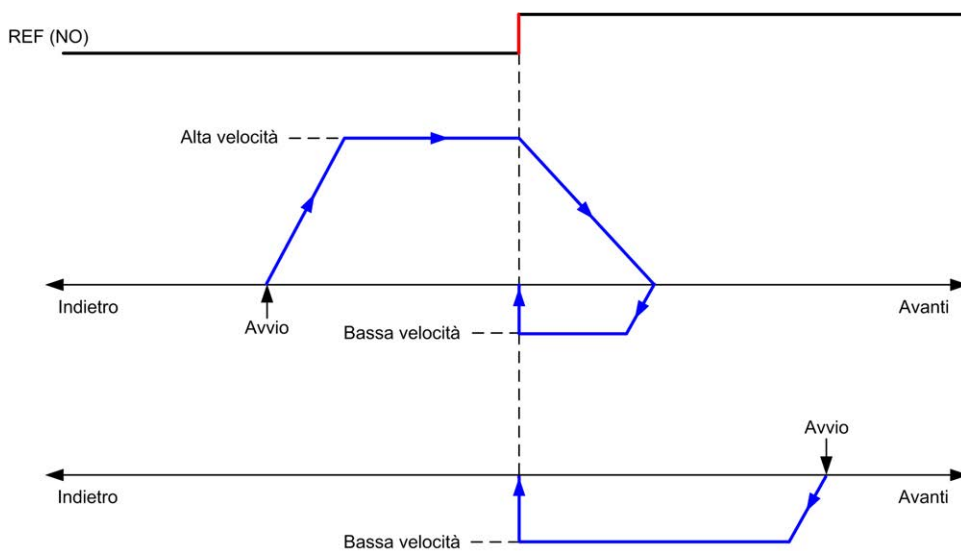 REF (NO)
Alta velocità
Indietro
Avvio
Avanti
Bassa velocità
Avvio
Indietro
Avanti
Bassa velocità